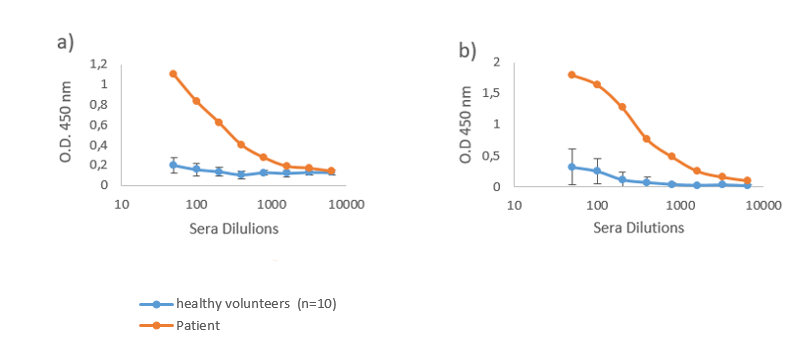 a)
1,2
1
0,8
0,6
0,4
0,2
0
O.D. 450 nm
10
100
1000
10000
Sera Dilulions
b)
2
1,5
1
0,5
0
O.D 450 nm
10
100
1000
10000
Sera Dilutions
healthy volunteers (n=10)
Patient